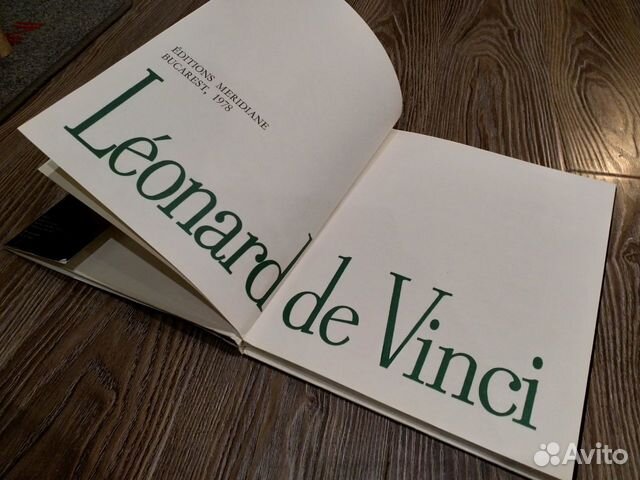 ÉDITIONS MERIDIANE
BUCAREST, 1978
Léonard de Vinci
Avito